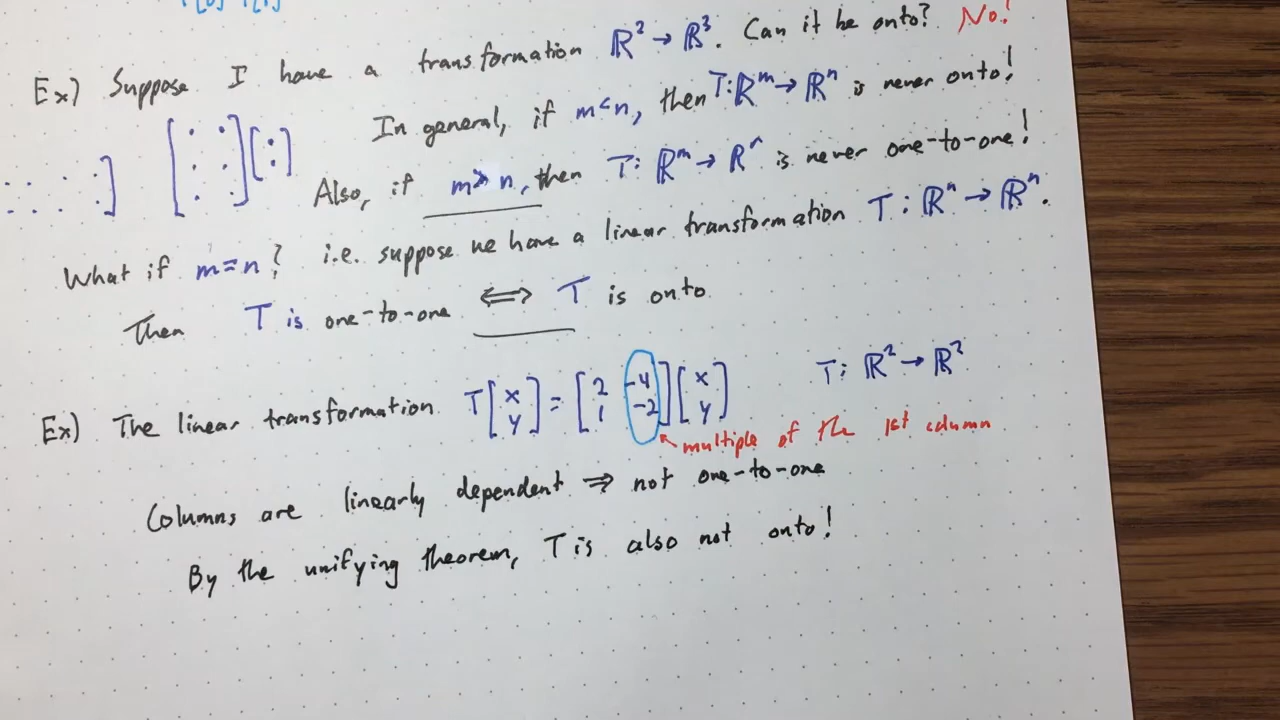 Ex) Suppose I have a transformation ℝ² → ℝ³. Can it be onto? No!
In general, if m < n, then T: ℝᵐ → ℝⁿ is never onto!
Also, if m > n, then T: ℝᵐ → ℝⁿ is never one-to-one!
What if m = n? i.e. suppose we have a linear transformation T: ℝⁿ → ℝⁿ.
Then T is one-to-one ⟺ T is onto
Ex) The linear transformation T[x y] = [2 -4 1 -2][x y] T: ℝ² → ℝ²
multiple of the 1st column
Columns are linearly dependent ⇒ not one-to-one
By the unifying theorem, T is also not onto!